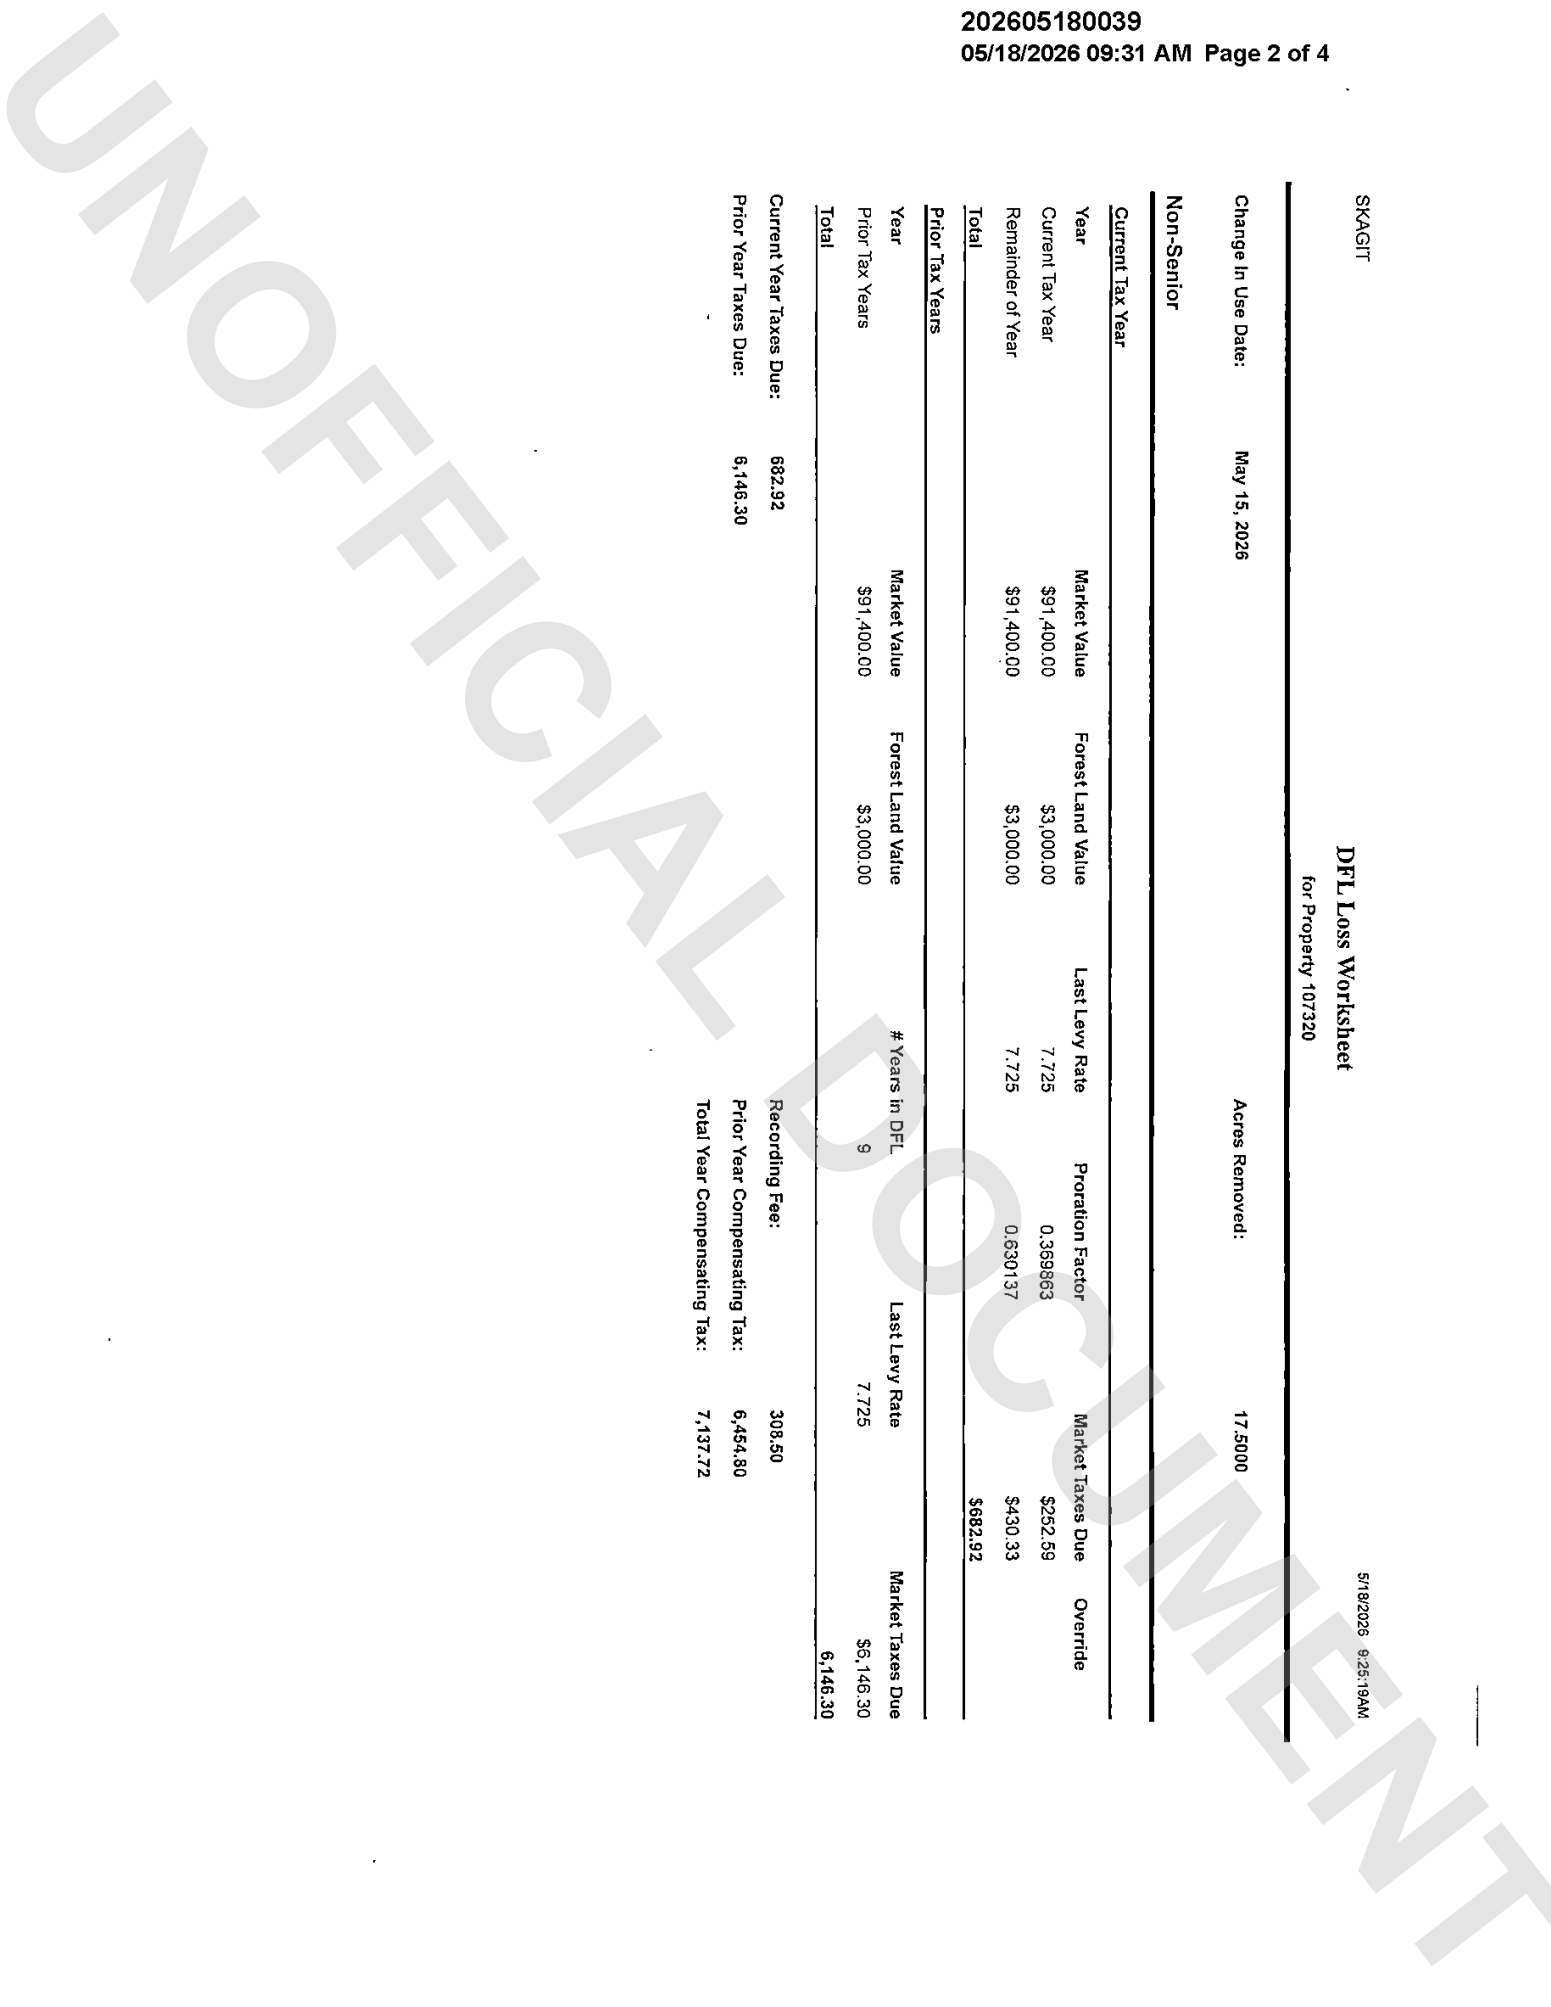 202605180039
05/18/2026 09:31 AM Page 2 of 4
SKAGIT 5/18/2026 9:25:19AM
DFL Loss Worksheet
for Property 107320
Change In Use Date: May 15, 2026 Acres Removed: 17.5000
Non-Senior
Current Tax Year
Year Market Value Forest Land Value Last Levy Rate Proration Factor Market Taxes Due Override
Current Tax Year $91,400.00 $3,000.00 7.725 0.369863 $252.59
Remainder of Year $91,400.00 $3,000.00 7.725 0.630137 $430.33
Total $682.92
Prior Tax Years
Year Market Value Forest Land Value # Years in DFL Last Levy Rate Market Taxes Due
Prior Tax Years $91,400.00 $3,000.00 9 7.725 $6,146.30
Total 6,146.30
Current Year Taxes Due: 682.92 Recording Fee: 308.50
Prior Year Taxes Due: 6,146.30 Prior Year Compensating Tax: 6,454.80
Total Year Compensating Tax: 7,137.72
UNOFFICIAL DOCUMENT